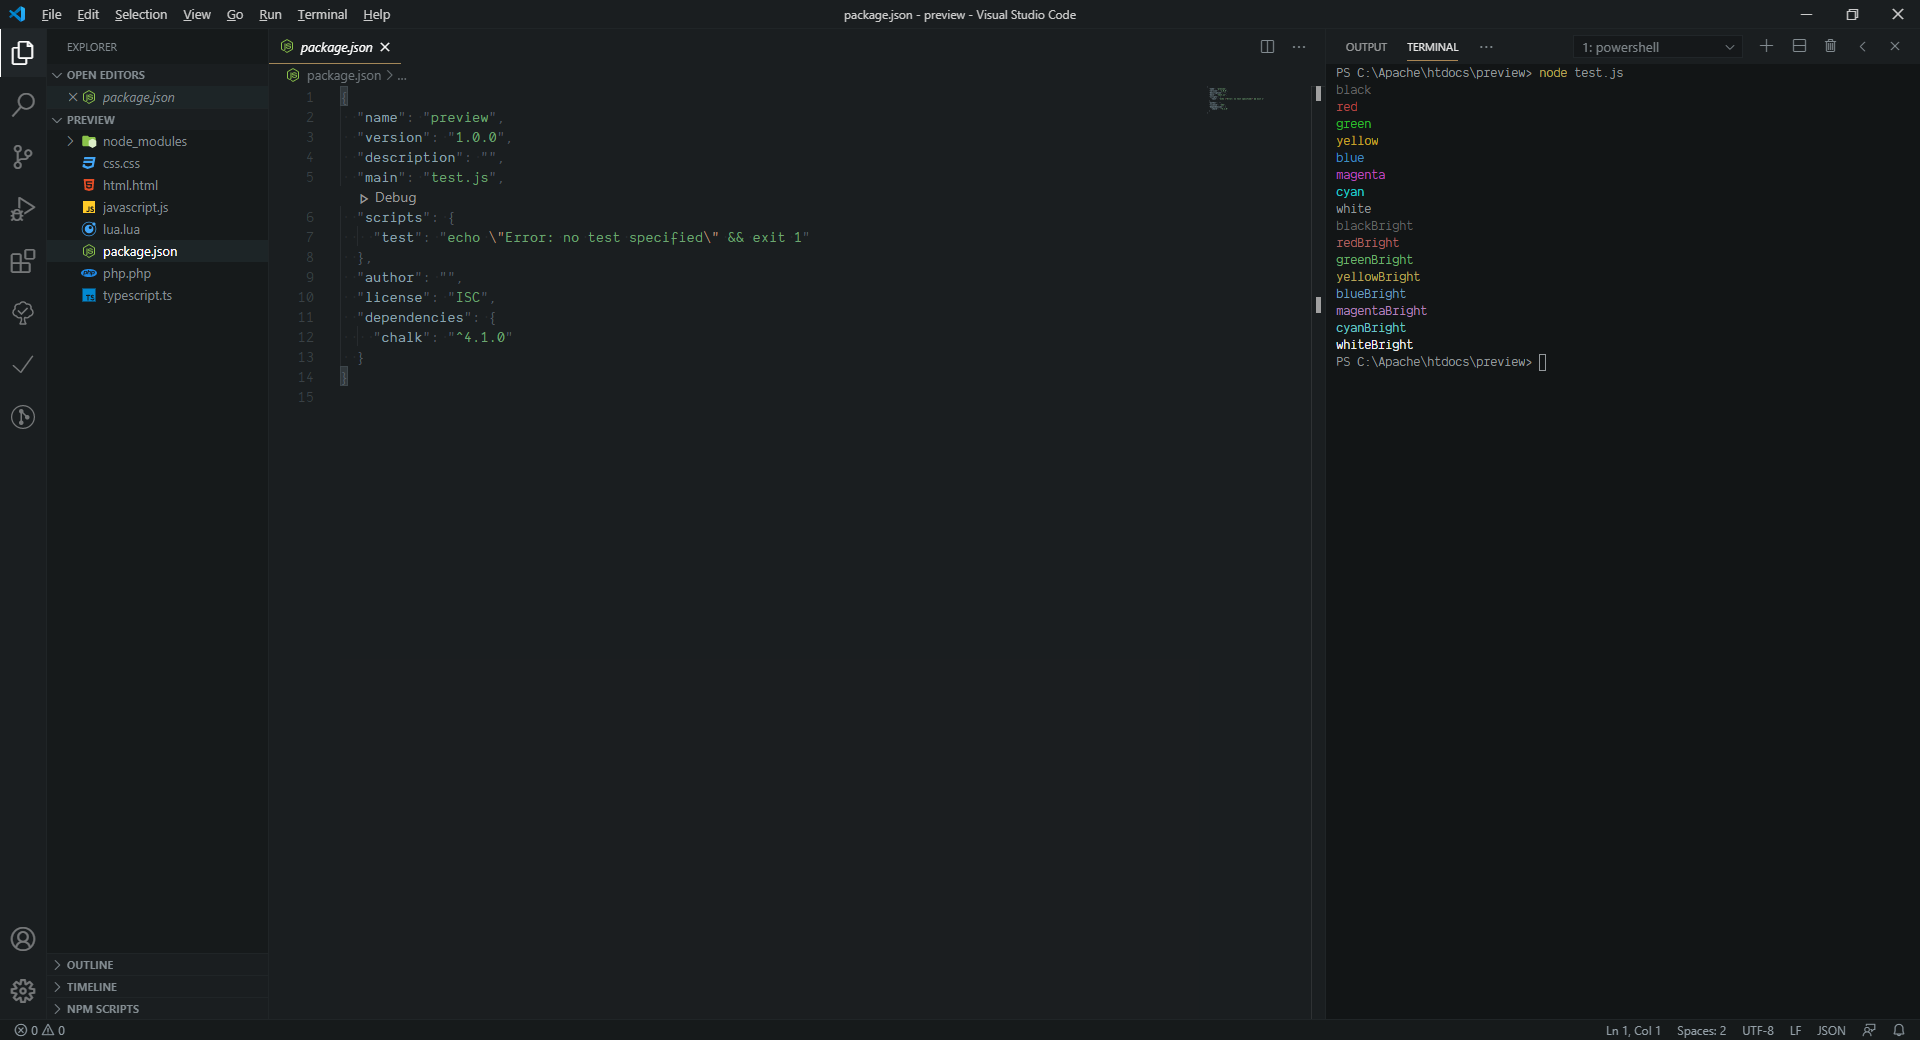 File Edit Selection View Go Run Terminal Help
package.json - preview - Visual Studio Code
EXPLORER
OPEN EDITORS
package.json
PREVIEW
node_modules
css.css
html.html
javascript.js
lua.lua
package.json
php.php
typescript.ts
OUTLINE
TIMELINE
NPM SCRIPTS
package.json
package.json > ...
1 {
2 "name": "preview",
3 "version": "1.0.0",
4 "description": "",
5 "main": "test.js",
Debug
6 "scripts": {
7 "test": "echo \"Error: no test specified\" && exit 1"
8 },
9 "author": "",
10 "license": "ISC",
11 "dependencies": {
12 "chalk": "^4.1.0"
13 }
14 }
15
OUTPUT TERMINAL ... 1: powershell
PS C:\Apache\htdocs\preview> node test.js
black
red
green
yellow
blue
magenta
cyan
white
blackBright
redBright
greenBright
yellowBright
blueBright
magentaBright
cyanBright
whiteBright
PS C:\Apache\htdocs\preview>
0 0
Ln 1, Col 1 Spaces: 2 UTF-8 LF JSON